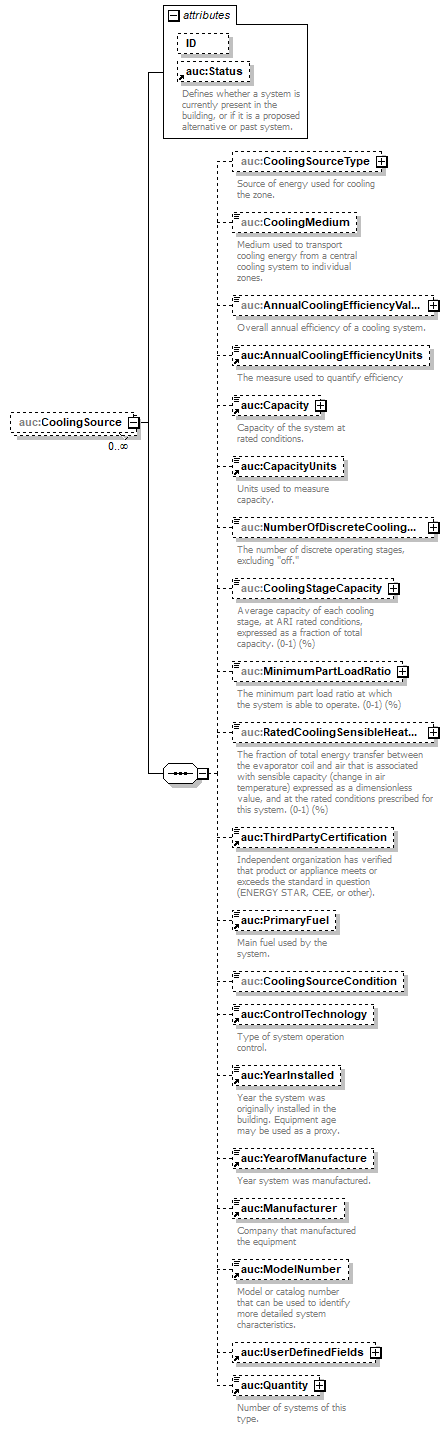 attributes
ID
auc:Status
Defines whether a system is
currently present in the
building, or if it is a proposed
alternative or past system.
auc:CoolingSourceType
Source of energy used for cooling
the zone.
auc:CoolingMedium
Medium used to transport
cooling energy from a central
cooling system to individual
zones.
auc:AnnualCoolingEfficiencyVal...
Overall annual efficiency of a cooling system.
auc:AnnualCoolingEfficiencyUnits
The measure used to quantify efficiency
auc:Capacity
Capacity of the system at
rated conditions.
auc:CoolingSource
0..∞
auc:CapacityUnits
Units used to measure
capacity.
auc:NumberOfDiscreteCooling...
The number of discrete operating stages,
excluding "off."
auc:CoolingStageCapacity
Average capacity of each cooling
stage, at ARI rated conditions,
expressed as a fraction of total
capacity. (0-1) (%)
auc:MinimumPartLoadRatio
The minimum part load ratio at which
the system is able to operate. (0-1) (%)
auc:RatedCoolingSensibleHeat...
The fraction of total energy transfer between
the evaporator coil and air that is associated
with sensible capacity (change in air
temperature) expressed as a dimensionless
value, and at the rated conditions prescribed for
this system. (0-1) (%)
auc:ThirdPartyCertification
Independent organization has verified
that product or appliance meets or
exceeds the standard in question
(ENERGY STAR, CEE, or other).
auc:PrimaryFuel
Main fuel used by the
system.
auc:CoolingSourceCondition
auc:ControlTechnology
Type of system operation
control.
auc:YearInstalled
Year the system was
originally installed in the
building. Equipment age
may be used as a proxy.
auc:YearofManufacture
Year system was manufactured.
auc:Manufacturer
Company that manufactured
the equipment
auc:ModelNumber
Model or catalog number
that can be used to identify
more detailed system
characteristics.
auc:UserDefinedFields
auc:Quantity
Number of systems of this
type.